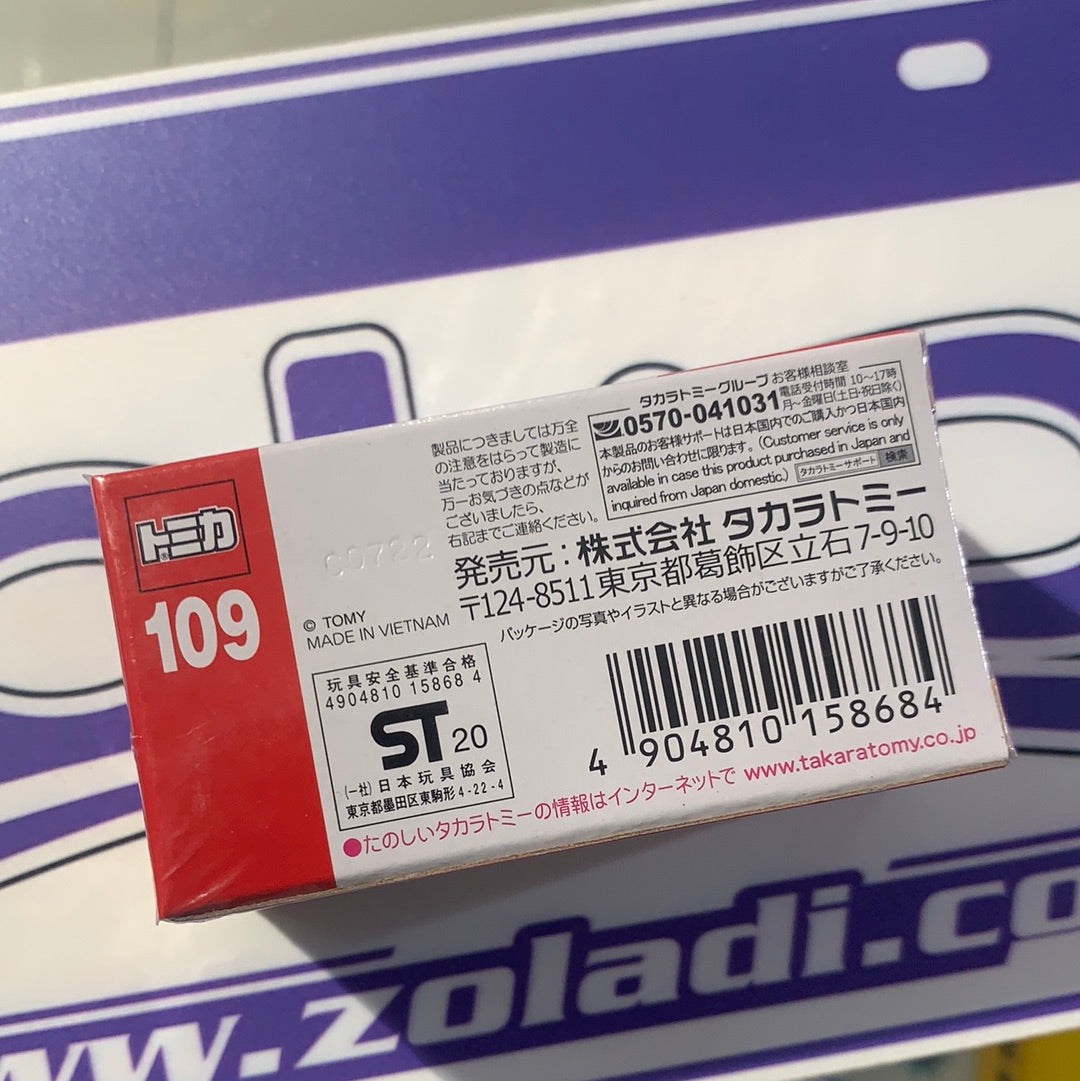 トミカ
109
製品につきましては万全
の注意をはらって製造に
当たっておりますが、
万一お気づきの点などが
ございましたら、
右記までご連絡ください。
タカラトミーグループ お客様相談室
0570-041031
電話受付時間 10〜17時
月〜金曜日(土日・祝日除く)
本製品のお客様サポートは日本国内でのご購入かつ日本国内
からのお問い合わせに限ります。(Customer service is only
available in case this product purchased in Japan and
inquired from Japan domestic.) タカラトミーサポート 検索
C0722
発売元：株式会社 タカラトミー
〒124-8511 東京都葛飾区立石7-9-10
パッケージの写真やイラストと異なる場合がございますがご了承ください。
© TOMY
MADE IN VIETNAM
玩具安全基準合格
4904810 15868 4
ST 20
(一社)日本玩具協会
東京都墨田区東駒形4-22-4
4 904810 158684
●たのしいタカラトミーの情報はインターネットで www.takaratomy.co.jp
www.zoladi.co